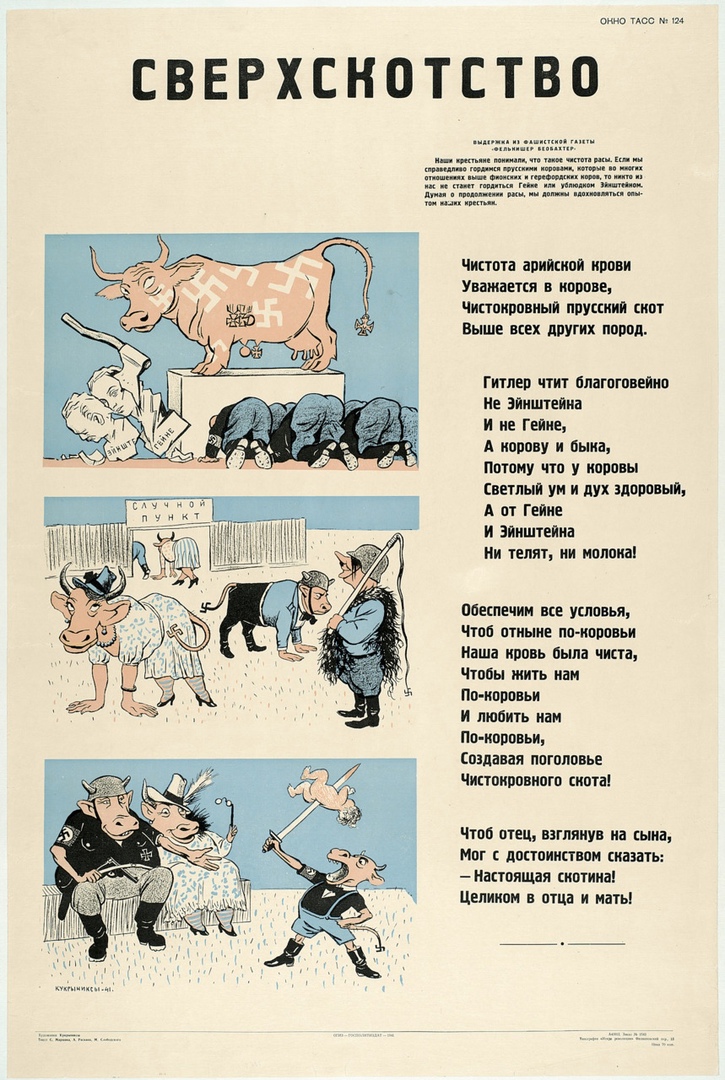 ОКНО ТАСС № 124
СВЕРХСКОТСТВО
ВЫДЕРЖКА ИЗ ФАШИСТСКОЙ ГАЗЕТЫ
«ФЕЛЬКИШЕР БЕОБАХТЕР»
Наши крестьяне понимали, что такое чистота расы. Если мы
справедливо гордимся прусскими коровами, которые во многих
отношениях выше фионских и герефордских коров, то никто из
нас не станет гордиться Гейне или ублюдком Эйнштейном.
Думая о продолжении расы, мы должны вдохновляться опы-
том наших крестьян.
Чистота арийской крови
Уважается в корове,
Чистокровный прусский скот
Выше всех других пород.
Гитлер чтит благоговейно
Не Эйнштейна
И не Гейне,
А корову и быка,
Потому что у коровы
Светлый ум и дух здоровый,
А от Гейне
И Эйнштейна
Ни телят, ни молока!
Обеспечим все условья,
Чтоб отныне по-коровьи
Наша кровь была чиста,
Чтобы жить нам
По-коровьи
И любить нам
По-коровьи,
Создавая поголовье
Чистокровного скота!
Чтоб отец, взглянув на сына,
Мог с достоинством сказать:
— Настоящая скотина!
Целиком в отца и мать!
ЭЙНШТ
ГЕЙНЕ
СЛУЧНОЙ
ПУНКТ
КУКРЫНИКСЫ-41.
Художники Кукрыниксы